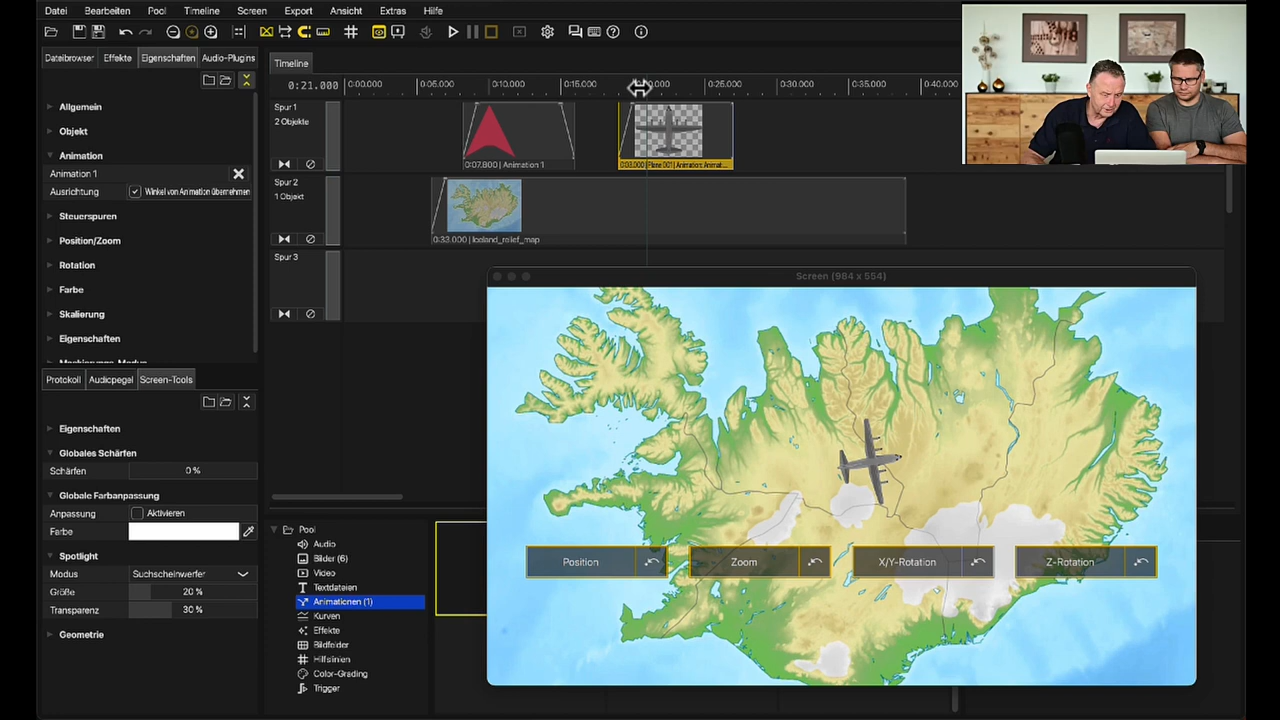 Datei Bearbeiten Pool Timeline Screen Export Ansicht Extras Hilfe
Dateibrowser Effekte Eigenschaften Audio-Plugins
Allgemein
Objekt
Animation
Animation 1
Ausrichtung Winkel von Animation übernehmen
Steuerspuren
Position/Zoom
Rotation
Farbe
Skalierung
Eigenschaften
Maskierungs-Modus
Protokoll Audiopegel Screen-Tools
Eigenschaften
Globales Schärfen
Schärfen 0 %
Globale Farbanpassung
Anpassung Aktivieren
Farbe
Spotlight
Modus Suchscheinwerfer
Größe 20 %
Transparenz 30 %
Geometrie
Timeline
0:21.000 0:00.000 0:05.000 0:10.000 0:15.000 0:25.000 0:30.000 0:35.000 0:40.000
Spur 1
2 Objekte
0:07.800 | Animation 1
Spur 2
1 Objekt
0:33.000 | Iceland_relief_map
Spur 3
Screen (984 x 554)
Position Zoom X/Y-Rotation Z-Rotation
Pool
Audio
Bilder (6)
Video
Textdateien
Animationen (1)
Kurven
Effekte
Bildfelder
Hilfslinien
Color-Grading
Trigger